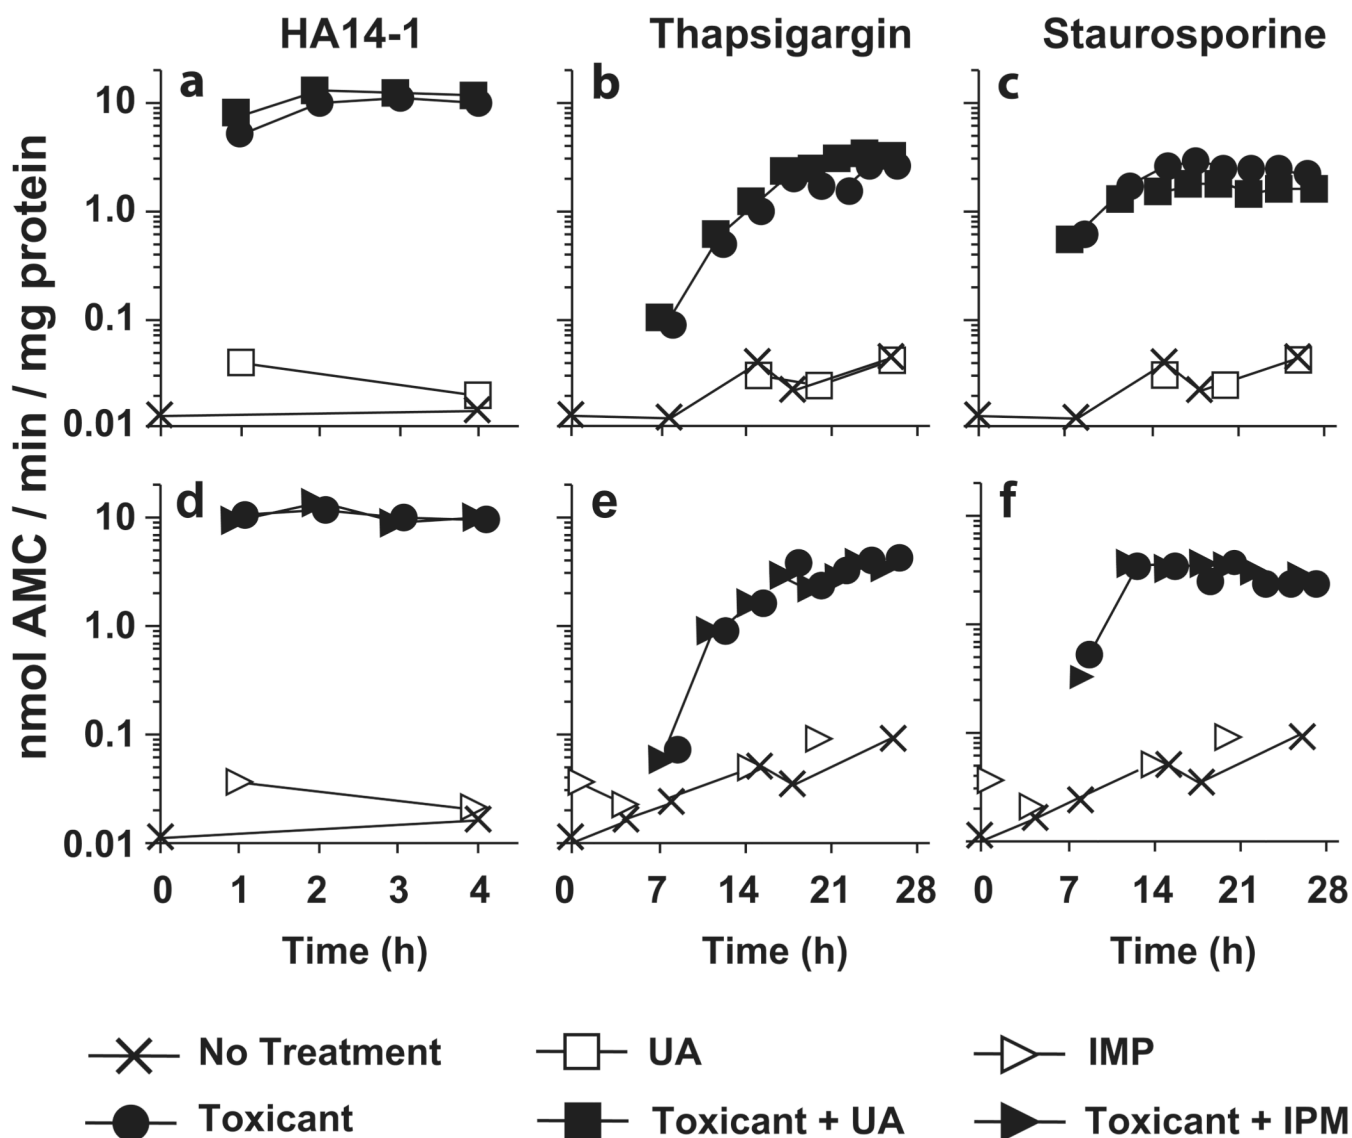 HA14-1 Thapsigargin Staurosporine
nmol AMC / min / mg protein
a b c
10
1.0
0.1
0.01
d e f
10
1.0
0.1
0.01
0 1 2 3 4 0 7 14 21 28 0 7 14 21 28
Time (h) Time (h) Time (h)
No Treatment UA IMP
Toxicant Toxicant + UA Toxicant + IPM